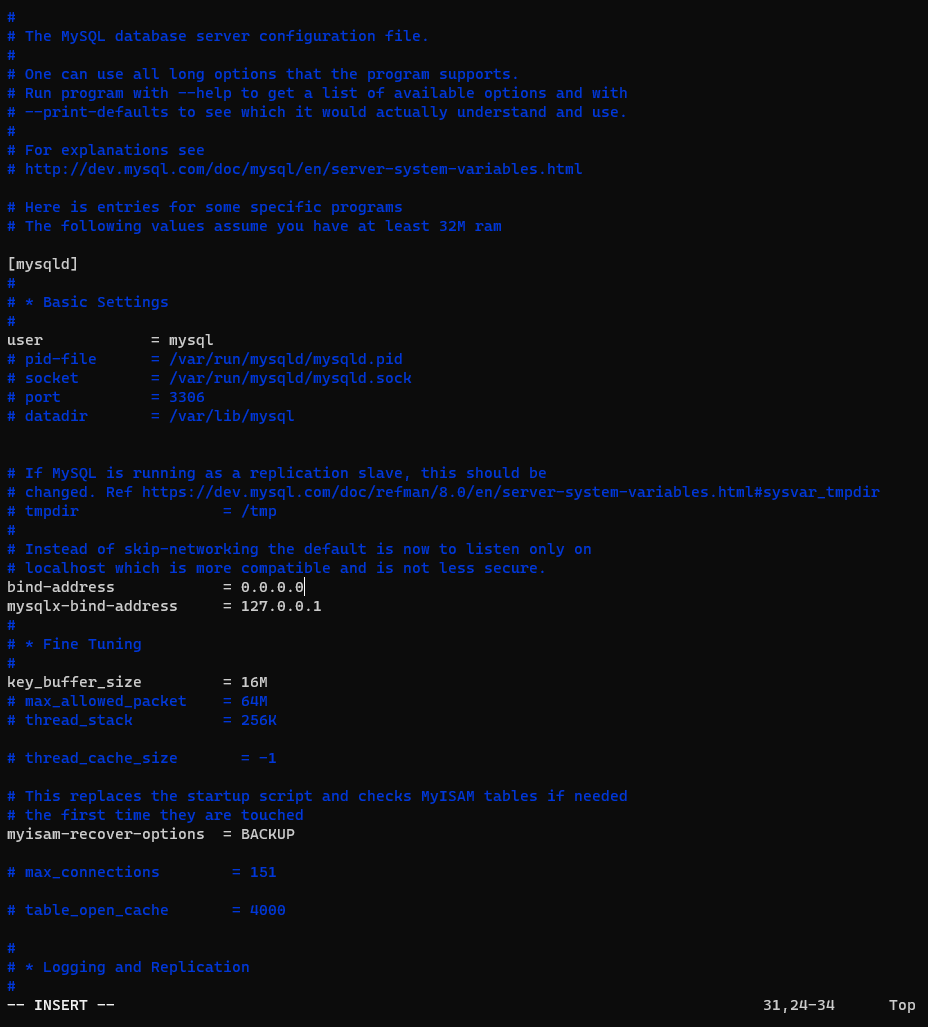 #
# The MySQL database server configuration file.
#
# One can use all long options that the program supports.
# Run program with --help to get a list of available options and with
# --print-defaults to see which it would actually understand and use.
#
# For explanations see
# http://dev.mysql.com/doc/mysql/en/server-system-variables.html

# Here is entries for some specific programs
# The following values assume you have at least 32M ram

[mysqld]
#
# * Basic Settings
#
user            = mysql
# pid-file      = /var/run/mysqld/mysqld.pid
# socket        = /var/run/mysqld/mysqld.sock
# port          = 3306
# datadir       = /var/lib/mysql


# If MySQL is running as a replication slave, this should be
# changed. Ref https://dev.mysql.com/doc/refman/8.0/en/server-system-variables.html#sysvar_tmpdir
# tmpdir                = /tmp
#
# Instead of skip-networking the default is now to listen only on
# localhost which is more compatible and is not less secure.
bind-address            = 0.0.0.0
mysqlx-bind-address     = 127.0.0.1
#
# * Fine Tuning
#
key_buffer_size         = 16M
# max_allowed_packet    = 64M
# thread_stack          = 256K

# thread_cache_size       = -1

# This replaces the startup script and checks MyISAM tables if needed
# the first time they are touched
myisam-recover-options  = BACKUP

# max_connections        = 151

# table_open_cache       = 4000

#
# * Logging and Replication
#
-- INSERT --                                                                        31,24-34      Top